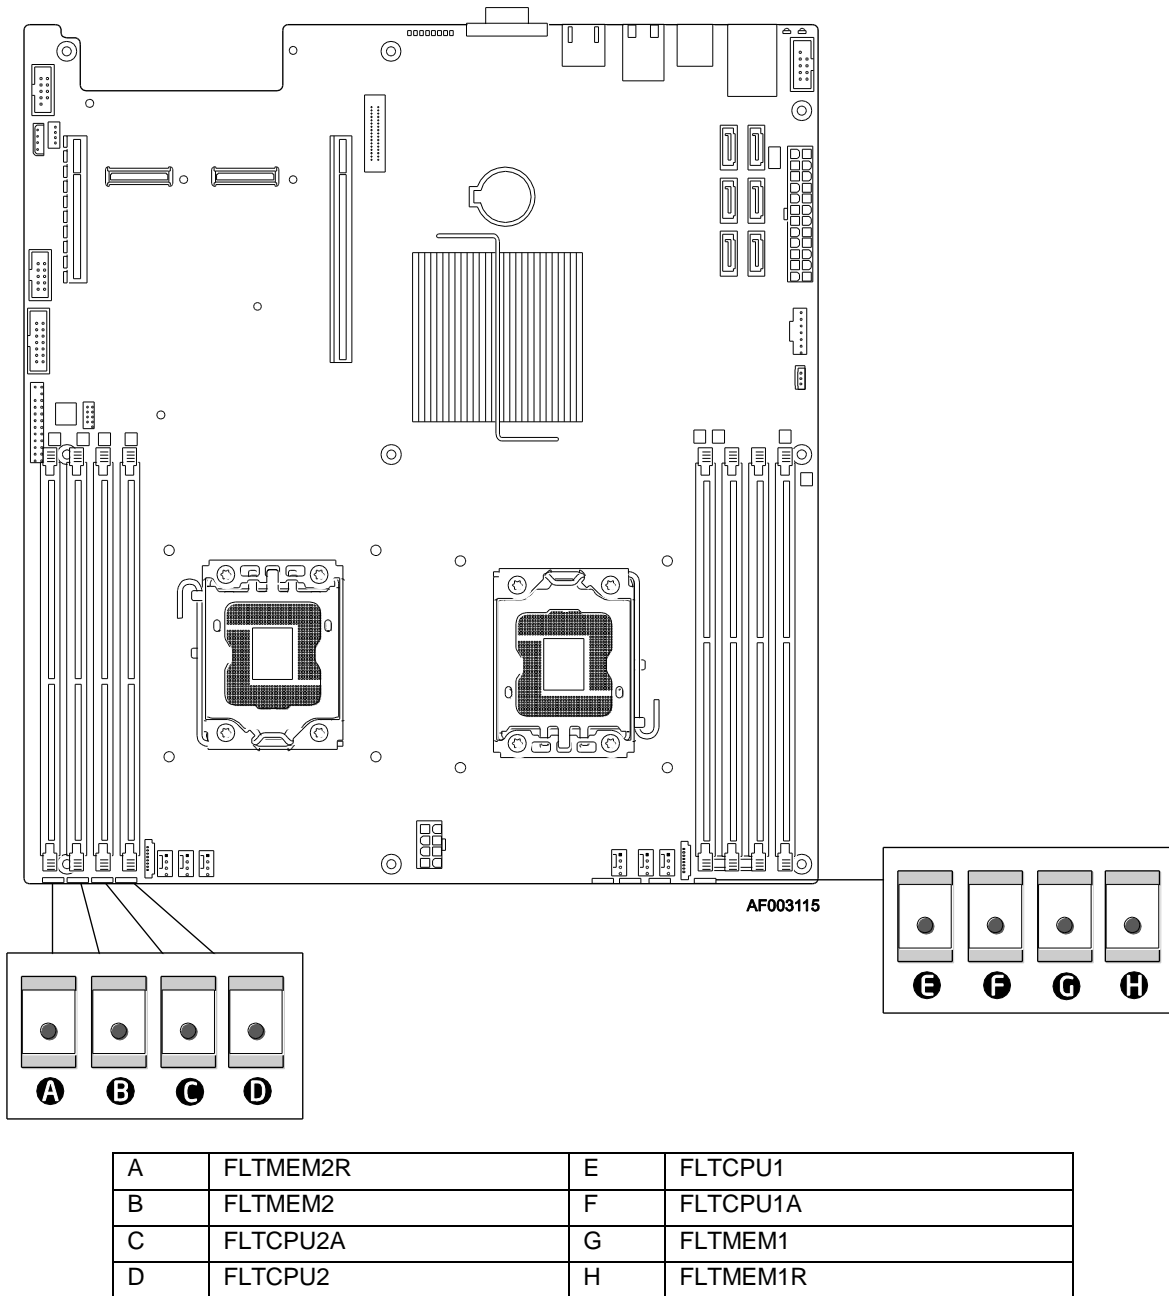 AF003115
E F G H
A B C D
A FLTMEM2R E FLTCPU1
B FLTMEM2 F FLTCPU1A
C FLTCPU2A G FLTMEM1
D FLTCPU2 H FLTMEM1R